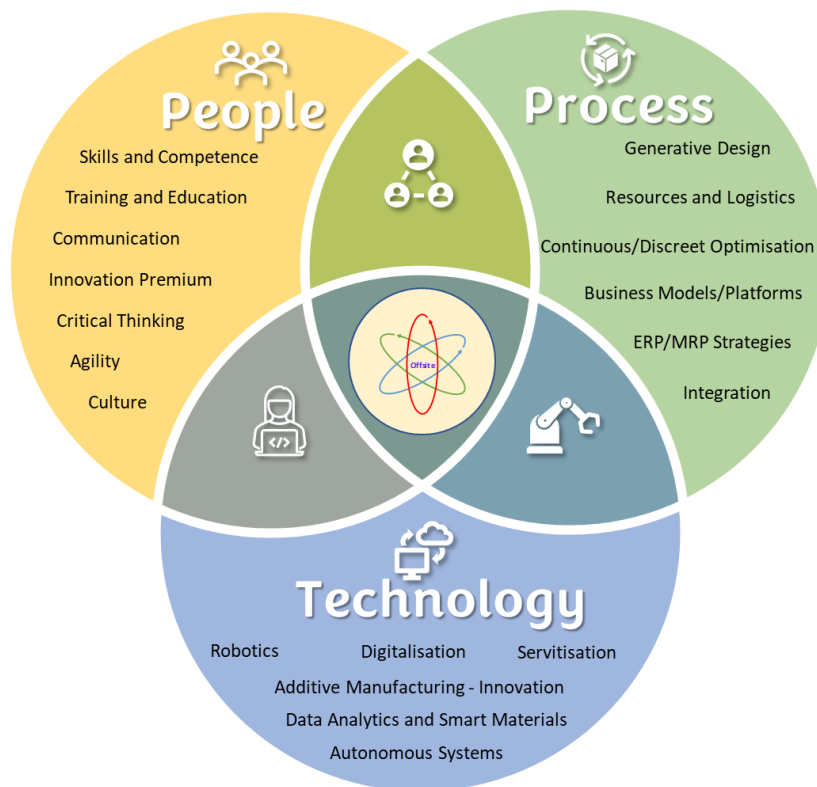 People
Skills and Competence
Training and Education
Communication
Innovation Premium
Critical Thinking
Agility
Culture
Process
Generative Design
Resources and Logistics
Continuous/Discreet Optimisation
Business Models/Platforms
ERP/MRP Strategies
Integration
Offsite
</>
Technology
Robotics Digitalisation Servitisation
Additive Manufacturing - Innovation
Data Analytics and Smart Materials
Autonomous Systems